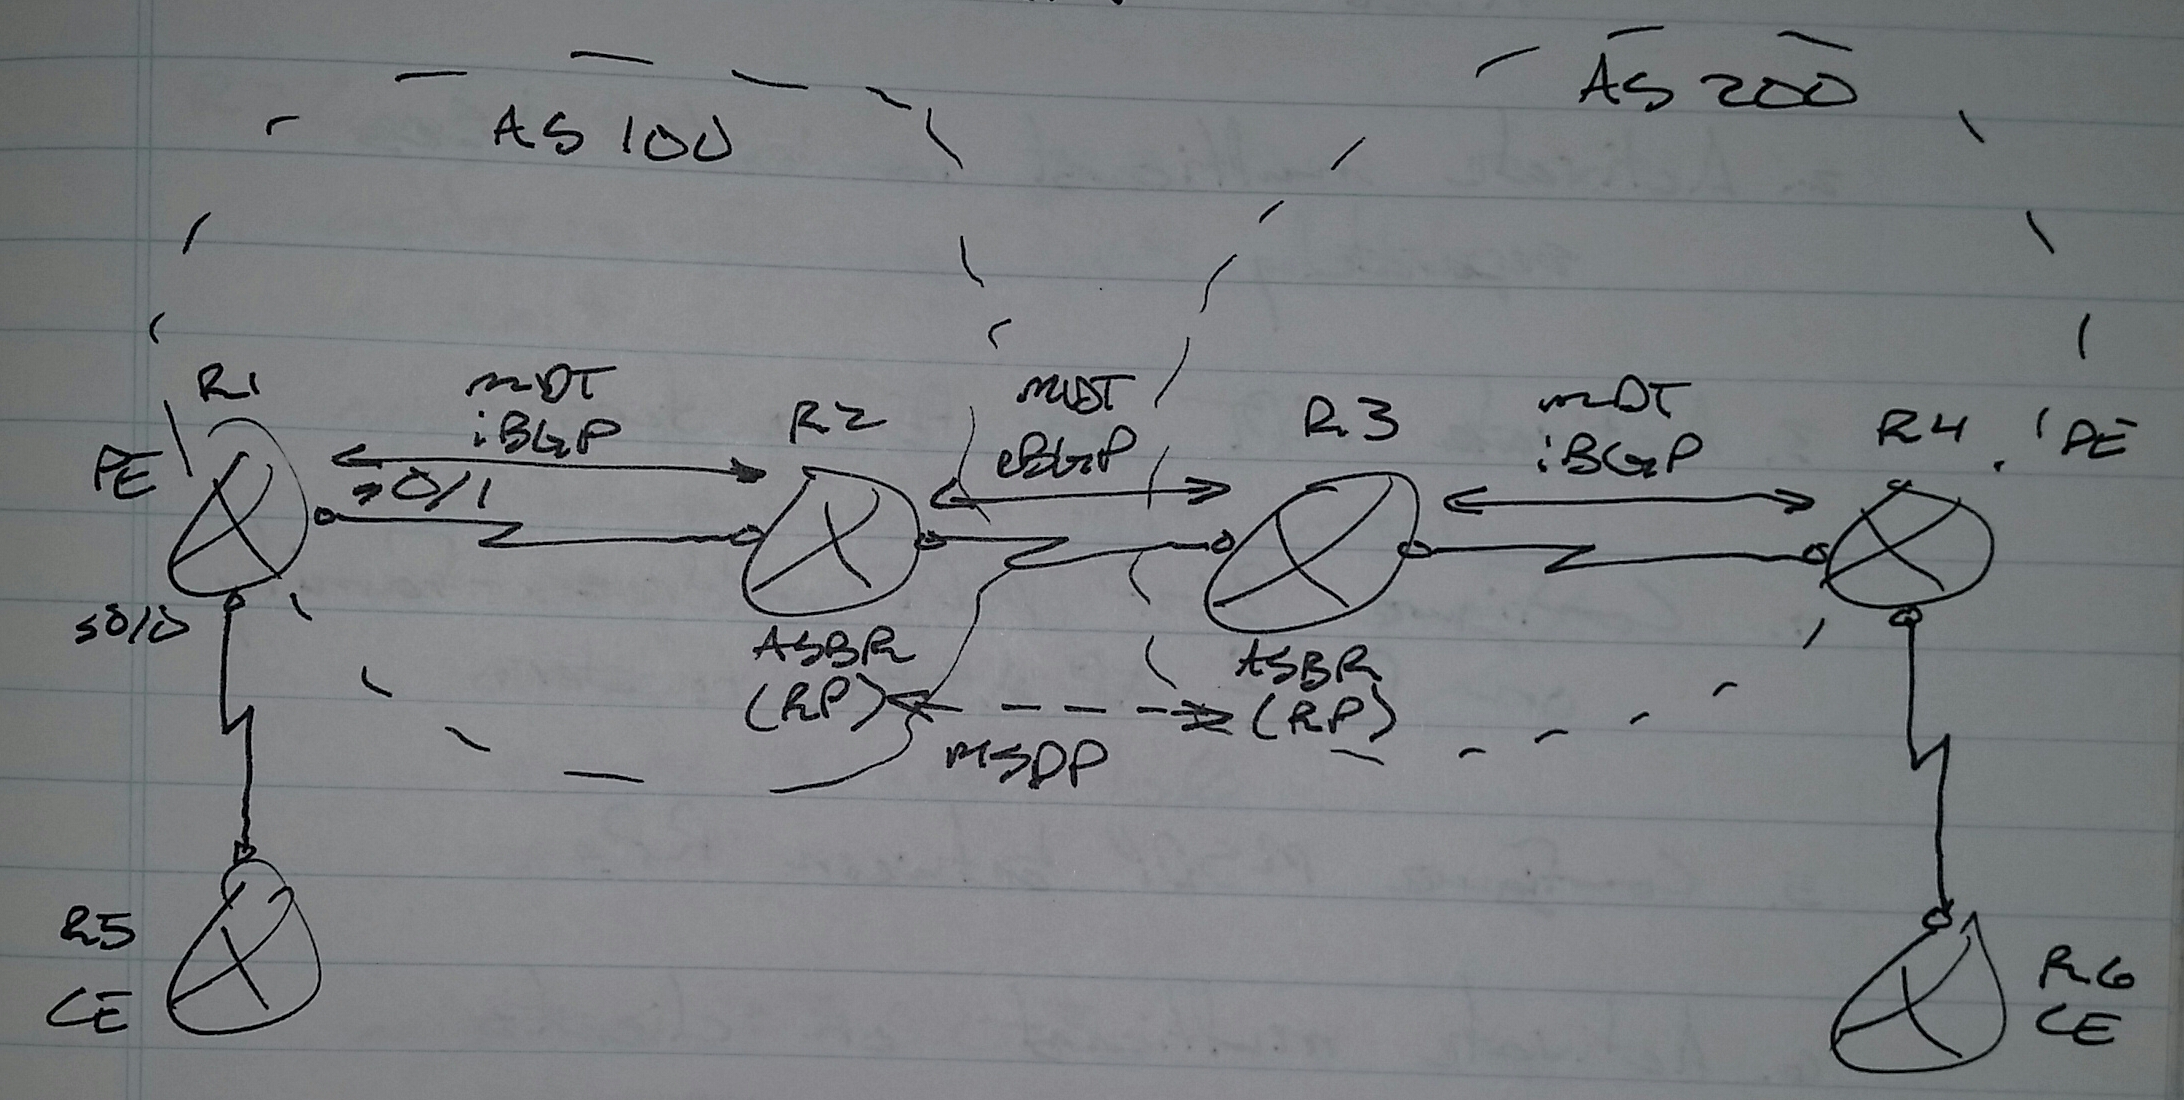 AS 100
AS 200
R1
mDT
iBGP
R2
mDT
eBGP
R3
mDT
iBGP
R4
PE
PE
s0/1
s0/0
ASBR
(RP)
ASBR
(RP)
MSDP
R5
CE
R6
CE